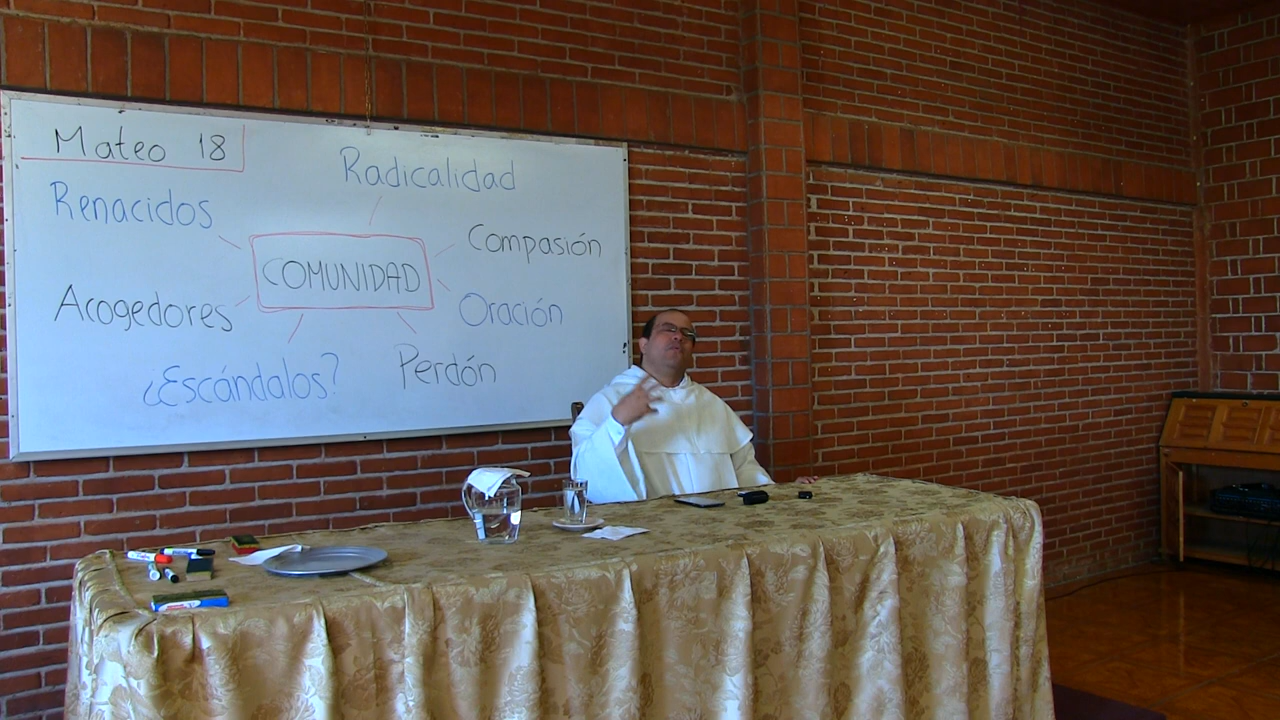 Mateo 18
Radicalidad
Renacidos
Compasión
COMUNIDAD
Acogedores
Oración
¿Escándalos?
Perdón